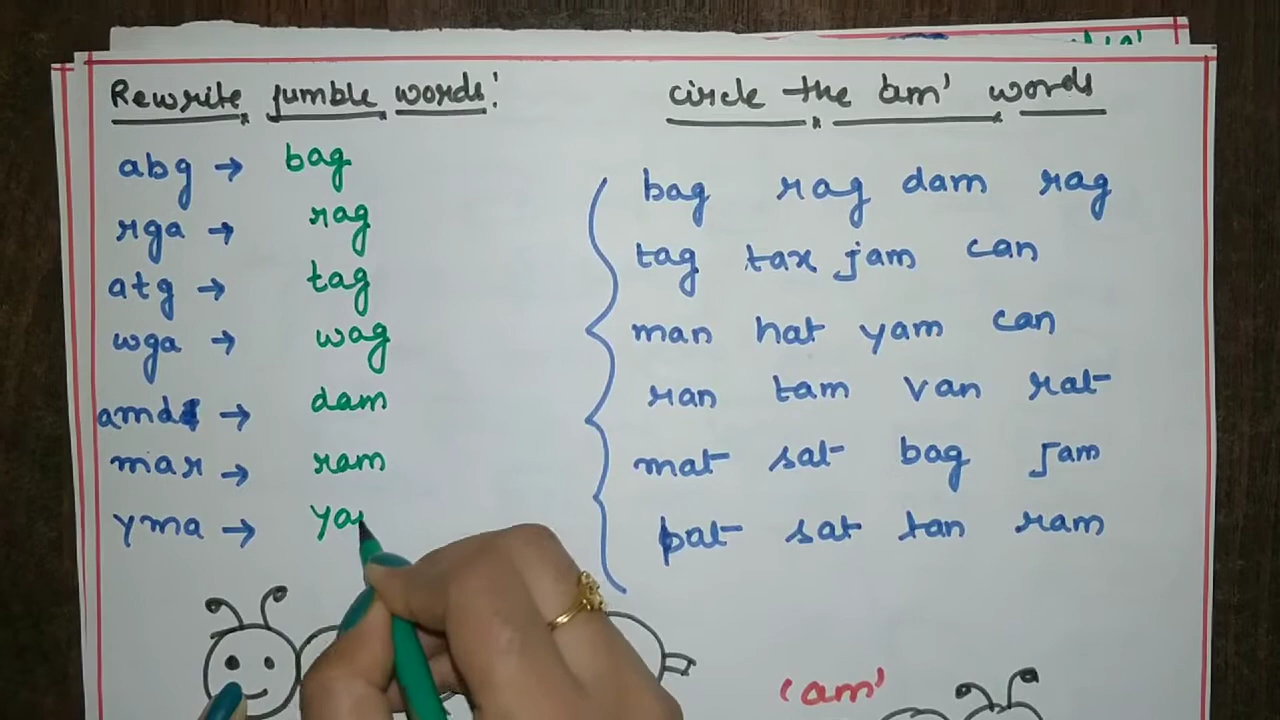 Rewrite jumble words:
abg → bag
rga → rag
atg → tag
wga → wag
amd → dam
mar → ram
yma → ya
circle the 'am' words
bag rag dam rag
tag tax jam can
man hat yam can
ran tam van rat
mat sat bag jam
pat sat tan ram
'am'